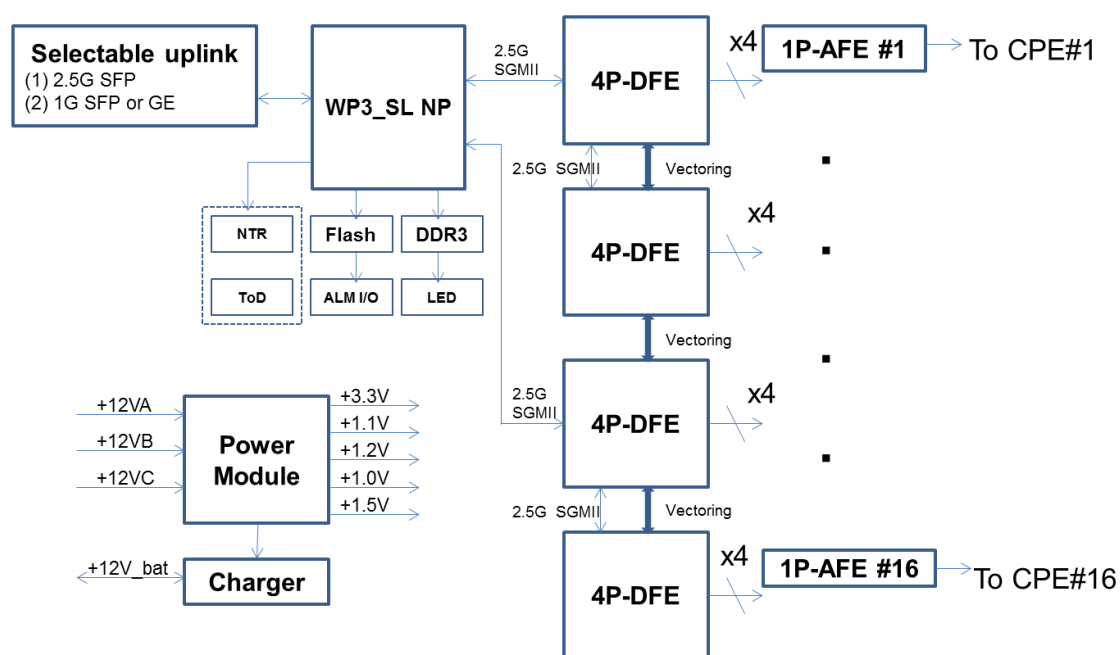 Selectable uplink
(1) 2.5G SFP
(2) 1G SFP or GE
WP3_SL NP
2.5G
SGMII
4P-DFE
x4
1P-AFE #1
To CPE#1
2.5G SGMII
Vectoring
NTR
Flash
DDR3
ToD
ALM I/O
LED
4P-DFE
x4
Vectoring
2.5G
SGMII
4P-DFE
x4
2.5G SGMII
Vectoring
4P-DFE
x4
1P-AFE #16
To CPE#16
+12VA
+12VB
+12VC
Power
Module
+3.3V
+1.1V
+1.2V
+1.0V
+1.5V
+12V_bat
Charger